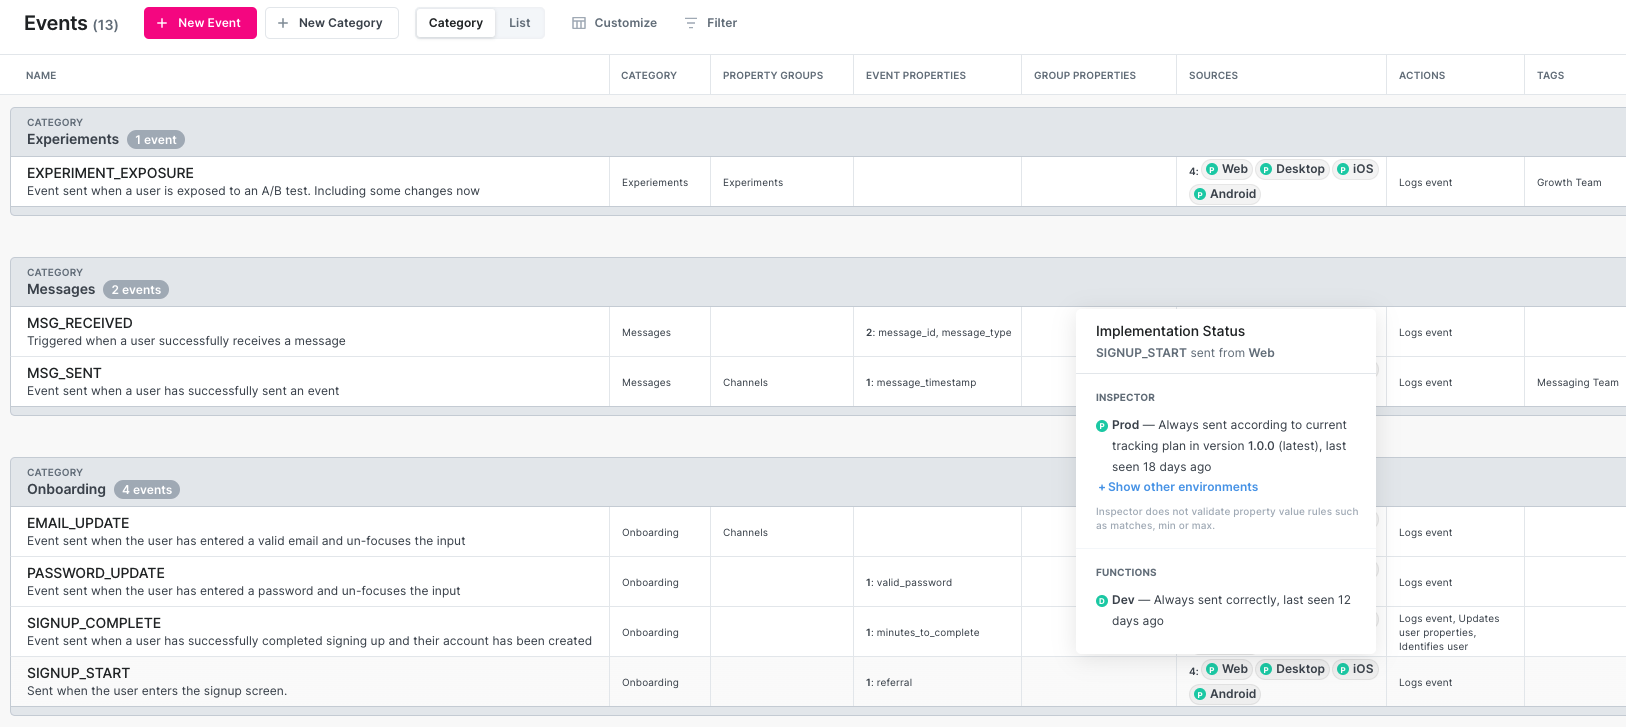 Events (13)
+ New Event
+ New Category
Category
List
Customize
Filter
NAME
CATEGORY
PROPERTY GROUPS
EVENT PROPERTIES
GROUP PROPERTIES
SOURCES
ACTIONS
TAGS
CATEGORY
Experiements 1 event
EXPERIMENT_EXPOSURE
Event sent when a user is exposed to an A/B test. Including some changes now
Experiements
Experiments
4: P Web P Desktop P iOS
P Android
Logs event
Growth Team
CATEGORY
Messages 2 events
MSG_RECEIVED
Triggered when a user successfully receives a message
Messages
2: message_id, message_type
Logs event
MSG_SENT
Event sent when a user has successfully sent an event
Messages
Channels
1: message_timestamp
Logs event
Messaging Team
CATEGORY
Onboarding 4 events
EMAIL_UPDATE
Event sent when the user has entered a valid email and un-focuses the input
Onboarding
Channels
Logs event
PASSWORD_UPDATE
Event sent when the user has entered a password and un-focuses the input
Onboarding
1: valid_password
Logs event
SIGNUP_COMPLETE
Event sent when a user has successfully completed signing up and their account has been created
Onboarding
1: minutes_to_complete
Logs event, Updates
user properties,
Identifies user
SIGNUP_START
Sent when the user enters the signup screen.
Onboarding
1: referral
4: P Web P Desktop P iOS
P Android
Logs event
Implementation Status
SIGNUP_START sent from Web
INSPECTOR
P Prod — Always sent according to current
tracking plan in version 1.0.0 (latest), last
seen 18 days ago
+ Show other environments
Inspector does not validate property value rules such
as matches, min or max.
FUNCTIONS
D Dev — Always sent correctly, last seen 12
days ago